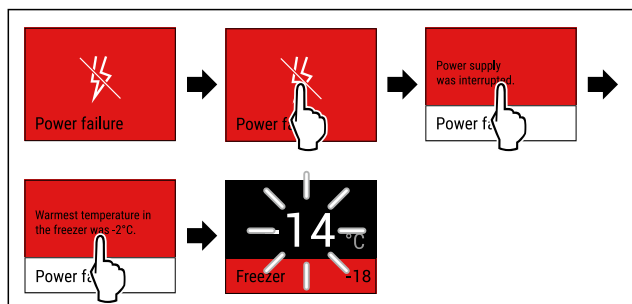 Power failure
Power fa
Power supply
was interrupted.
Power fa
Warmest temperature in
the freezer was -2°C.
Power fa
-14 °C
Freezer -18